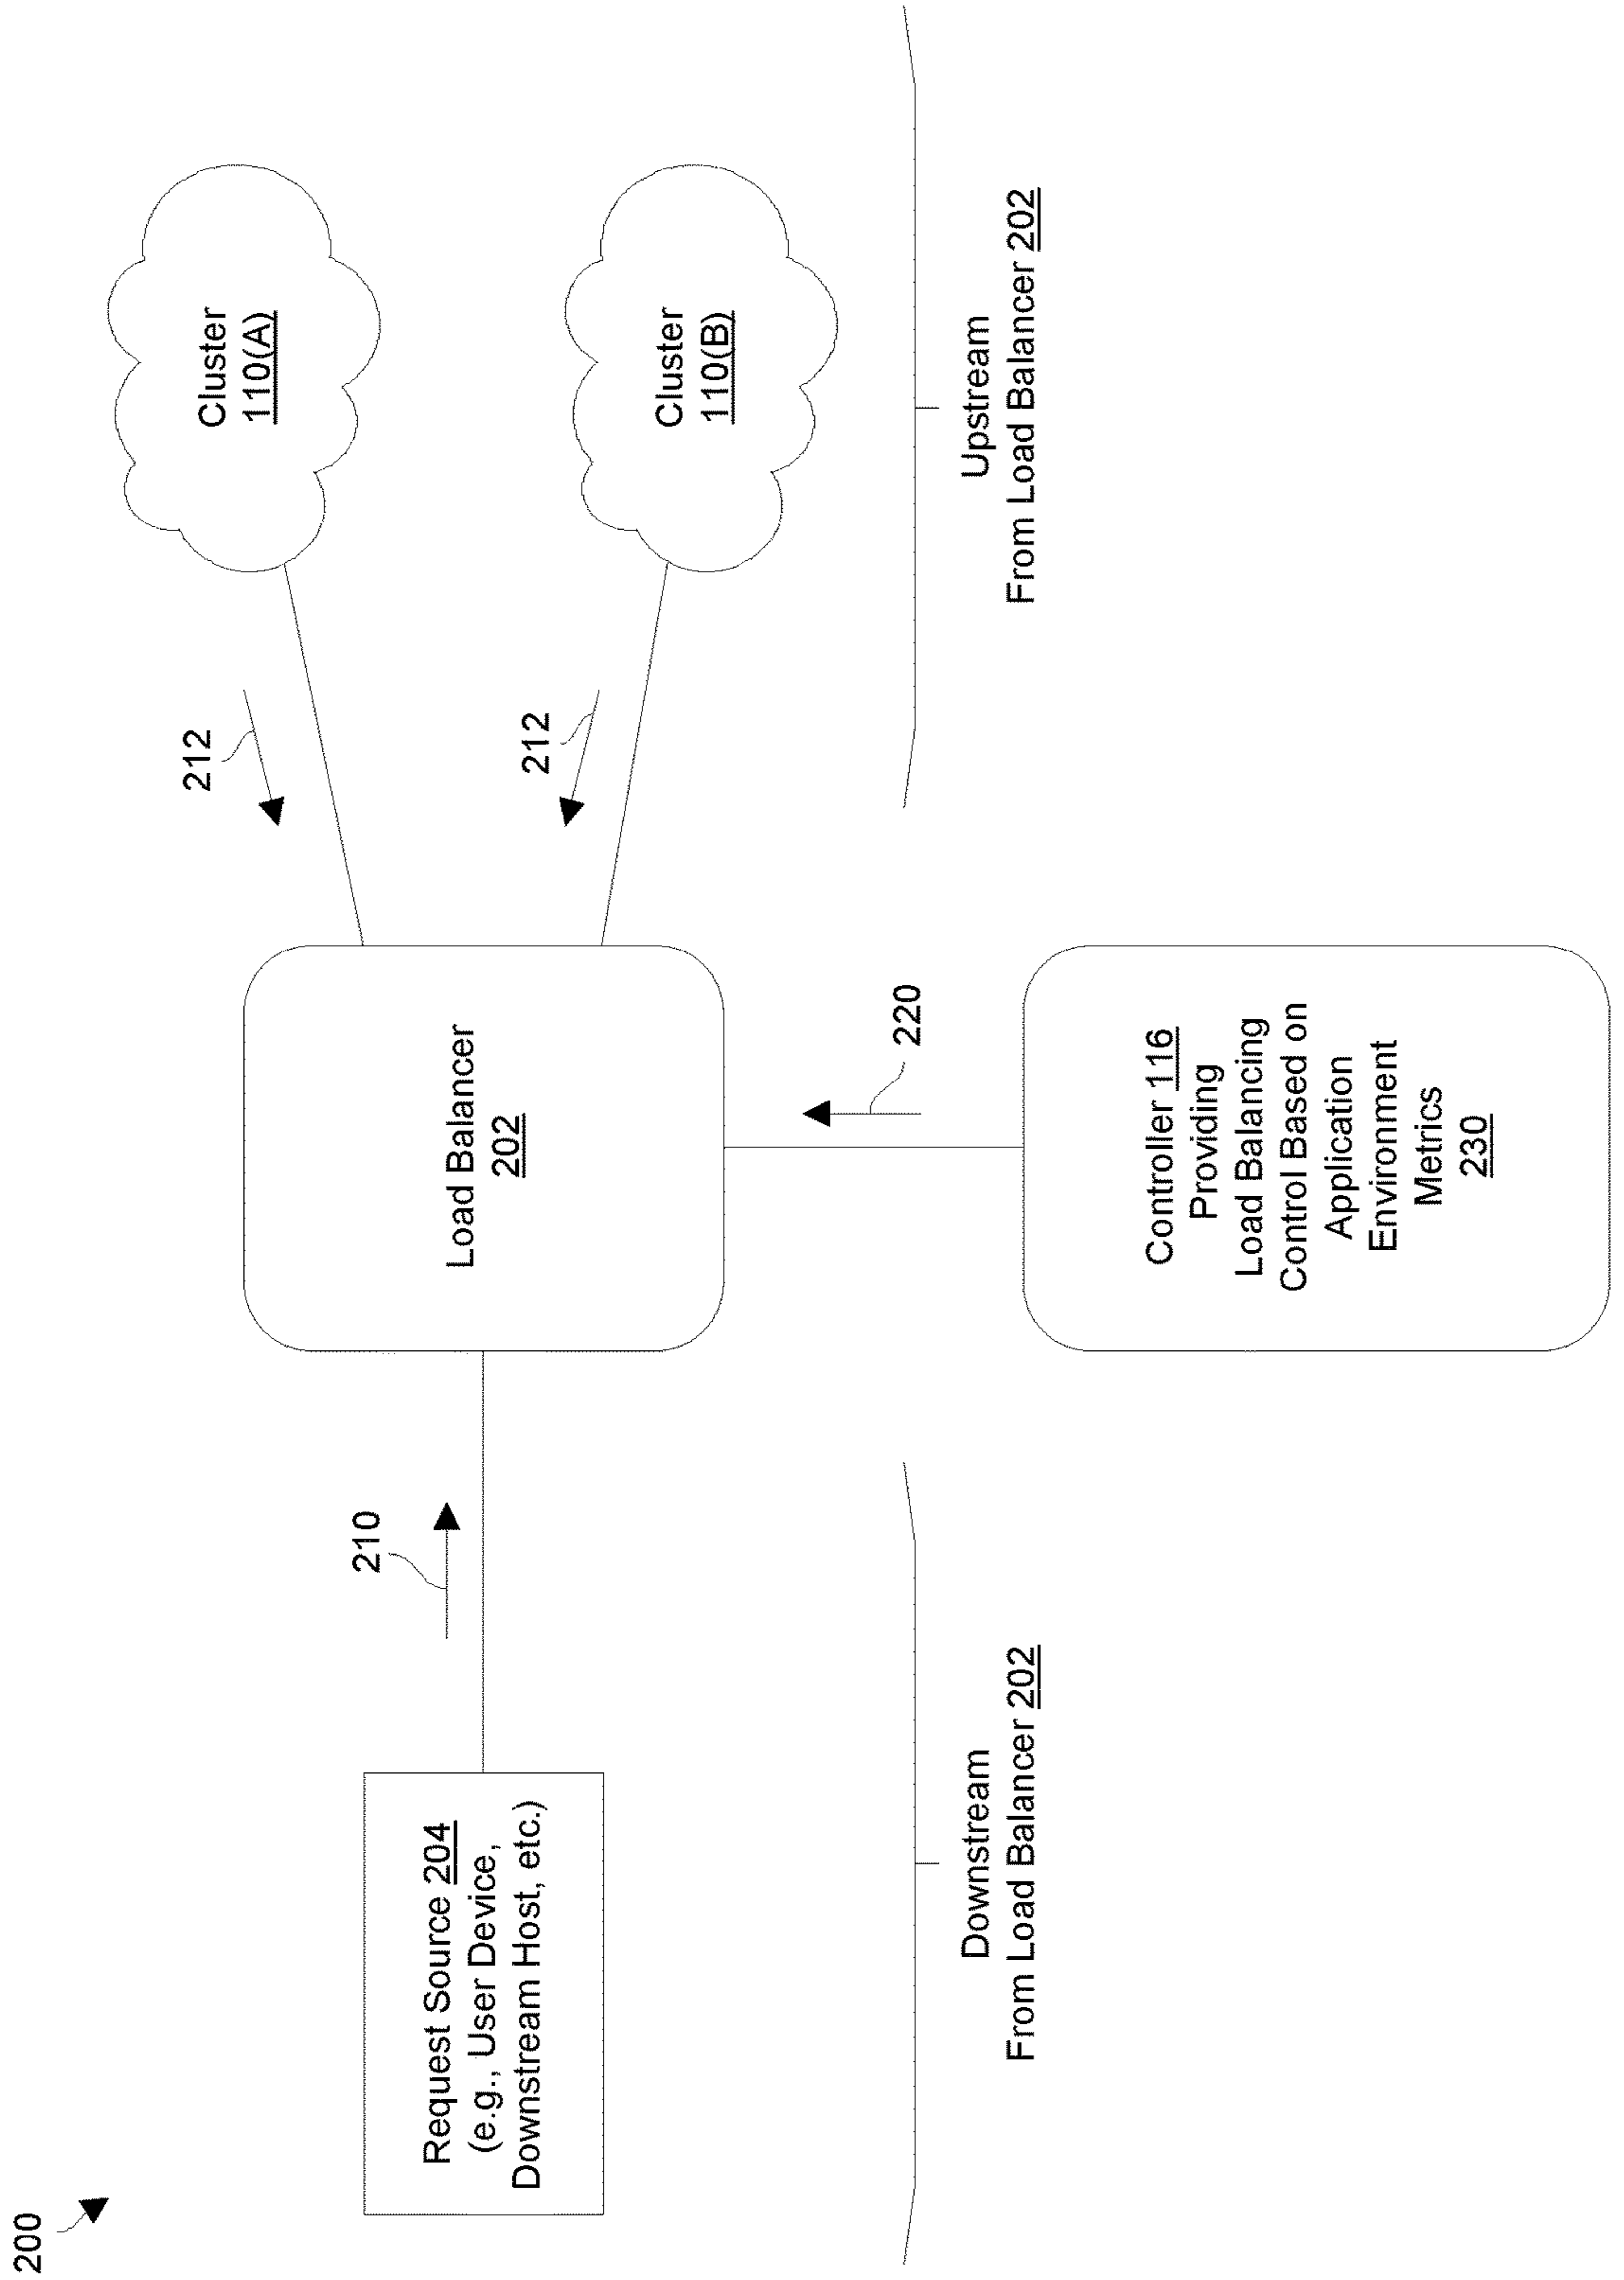 200
Request Source 204
(e.g., User Device,
Downstream Host, etc.)
210
Load Balancer
202
212
212
Cluster
110(A)
Cluster
110(B)
220
Controller 116
Providing
Load Balancing
Control Based on
Application
Environment
Metrics
230
Downstream
From Load Balancer 202
Upstream
From Load Balancer 202